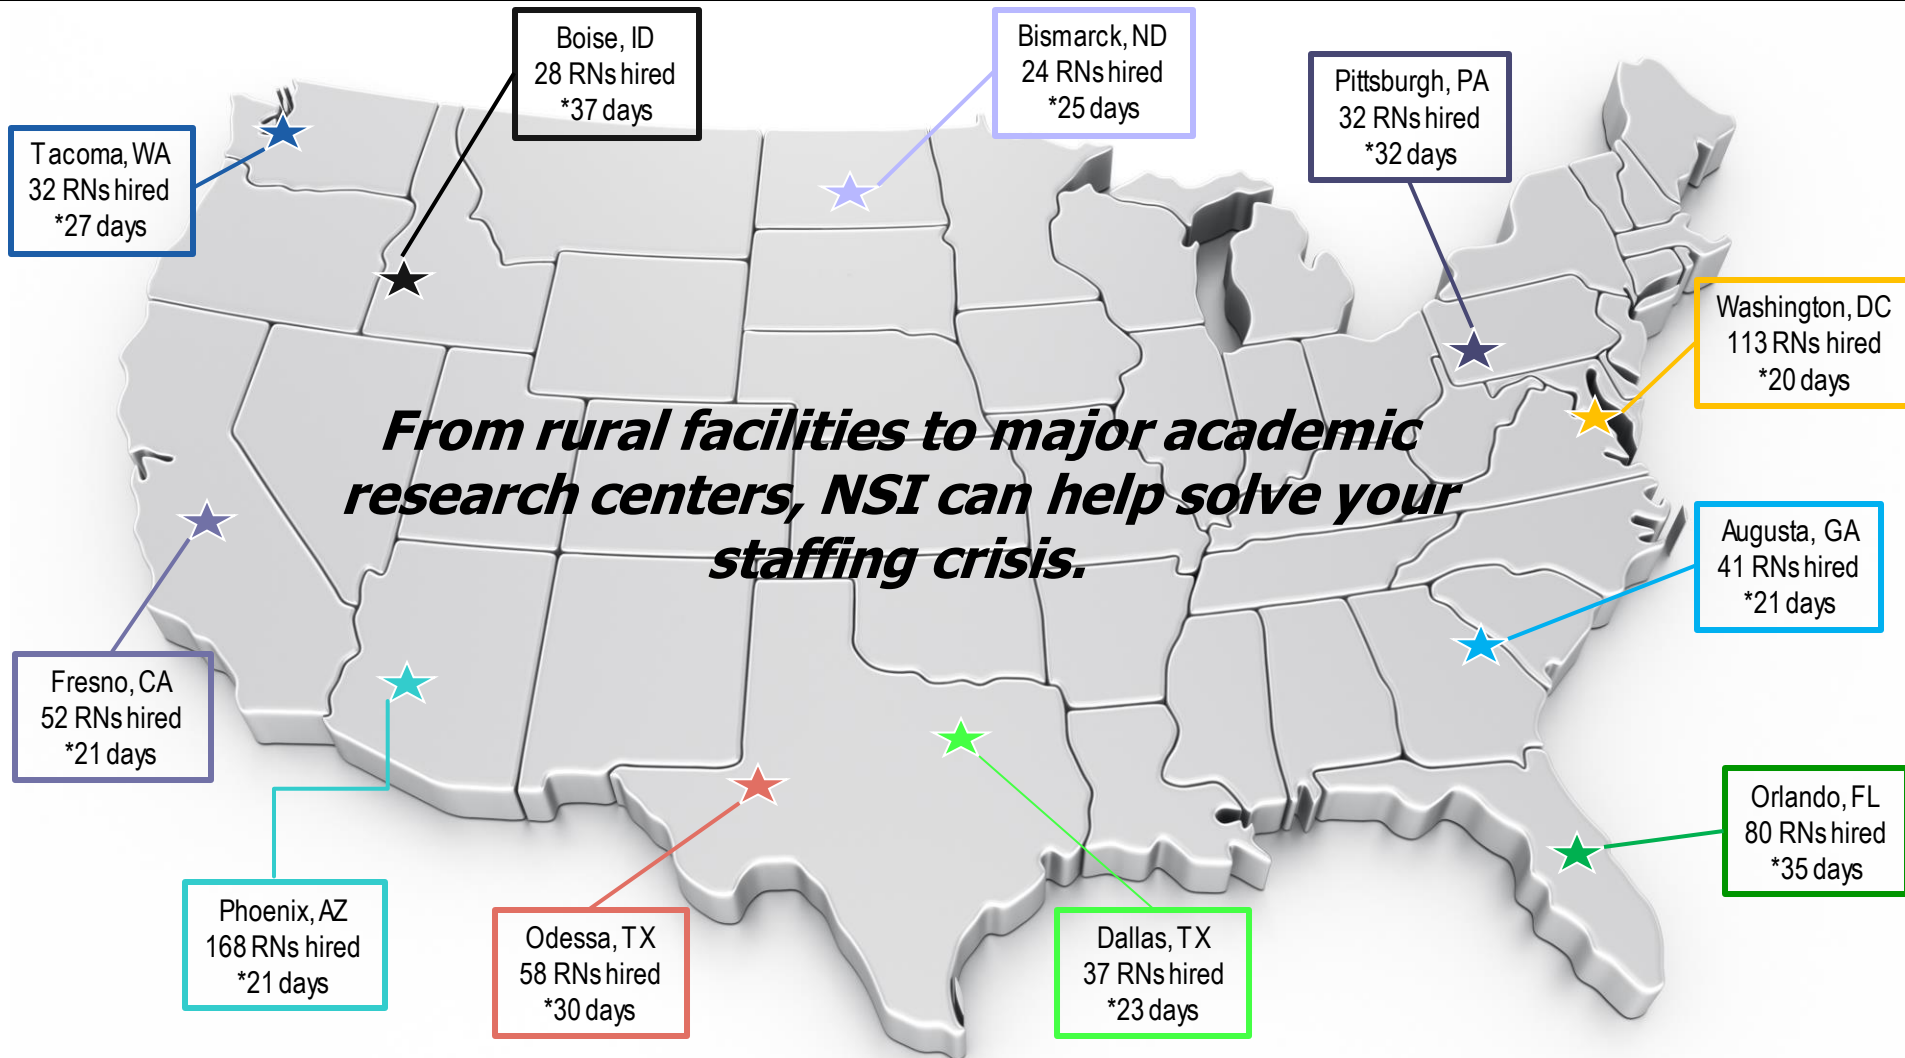 Boise, ID
28 RNs hired
*37 days
Bismarck, ND
24 RNs hired
*25 days
Pittsburgh, PA
32 RNs hired
*32 days
Tacoma, WA
32 RNs hired
*27 days
Washington, DC
113 RNs hired
*20 days
From rural facilities to major academic
research centers, NSI can help solve your
staffing crisis.
Augusta, GA
41 RNs hired
*21 days
Fresno, CA
52 RNs hired
*21 days
Orlando, FL
80 RNs hired
*35 days
Phoenix, AZ
168 RNs hired
*21 days
Odessa, TX
58 RNs hired
*30 days
Dallas, TX
37 RNs hired
*23 days